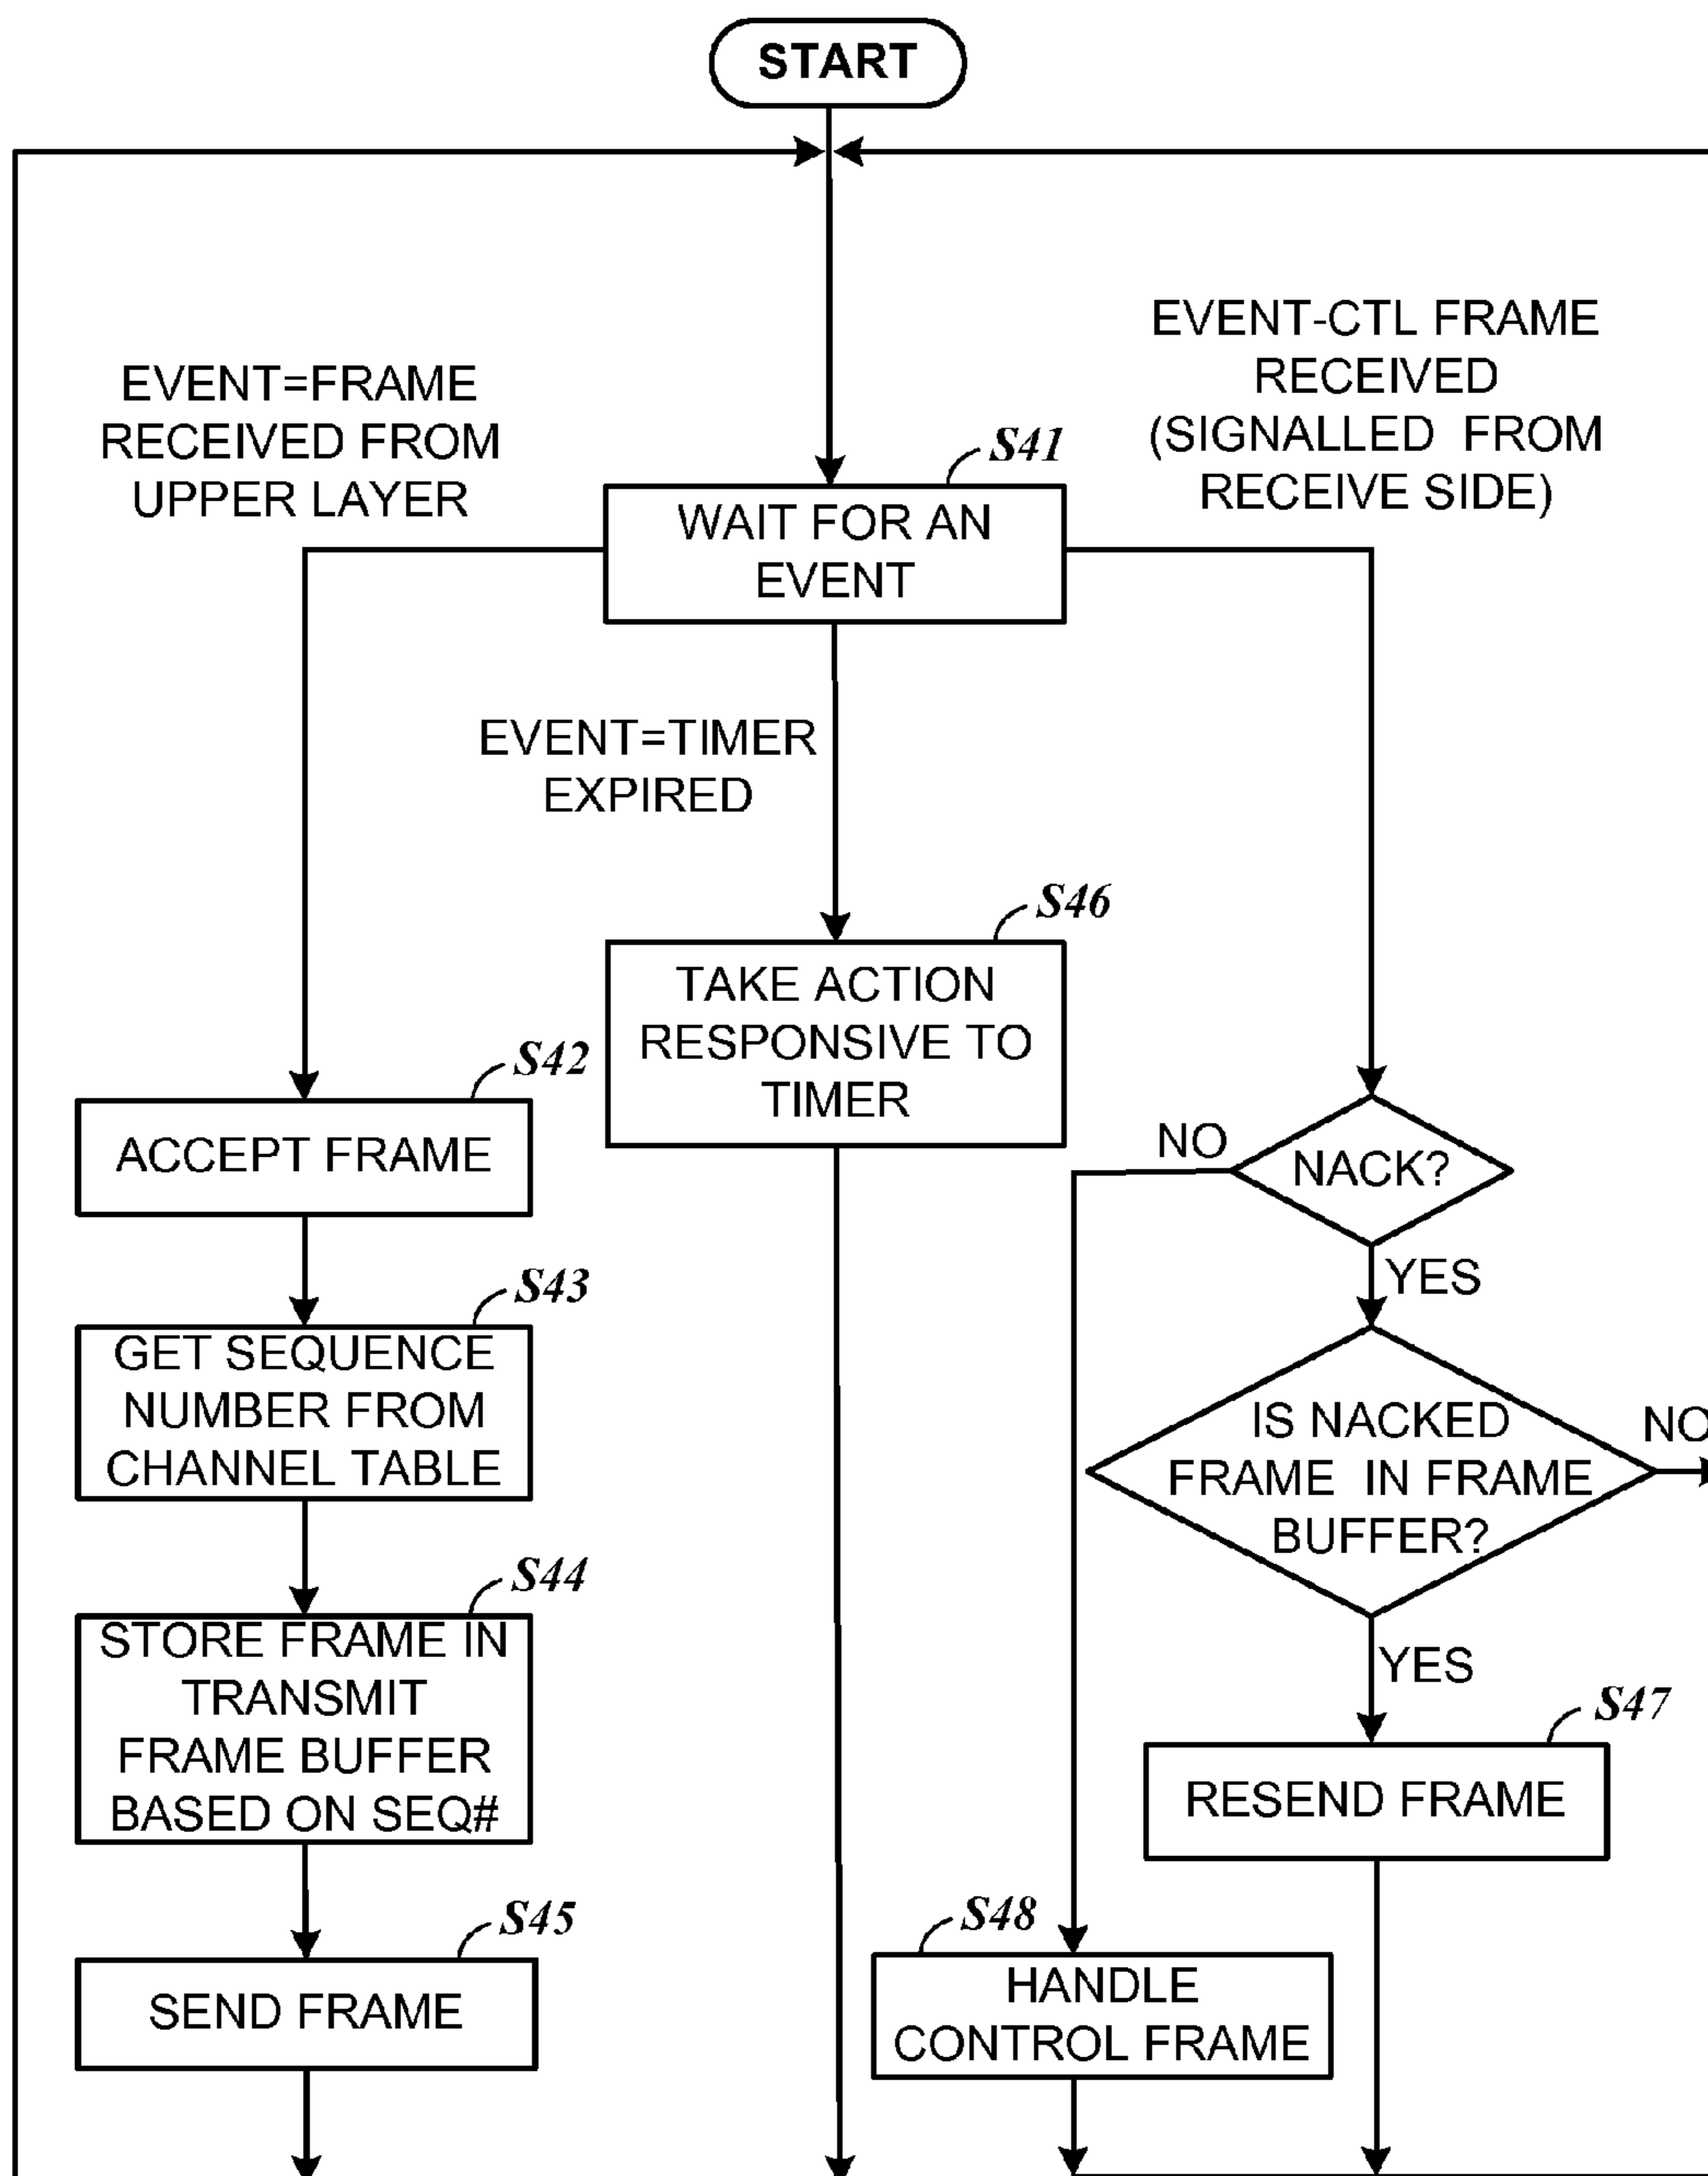 START
EVENT=FRAME
RECEIVED FROM
UPPER LAYER
EVENT-CTL FRAME
RECEIVED
(SIGNALLED FROM
RECEIVE SIDE)
S41
WAIT FOR AN
EVENT
EVENT=TIMER
EXPIRED
S46
TAKE ACTION
RESPONSIVE TO
TIMER
S42
ACCEPT FRAME
NO
NACK?
YES
S43
GET SEQUENCE
NUMBER FROM
CHANNEL TABLE
IS NACKED
FRAME IN FRAME
BUFFER?
NO
YES
S44
STORE FRAME IN
TRANSMIT
FRAME BUFFER
BASED ON SEQ#
S47
RESEND FRAME
S45
SEND FRAME
S48
HANDLE
CONTROL FRAME